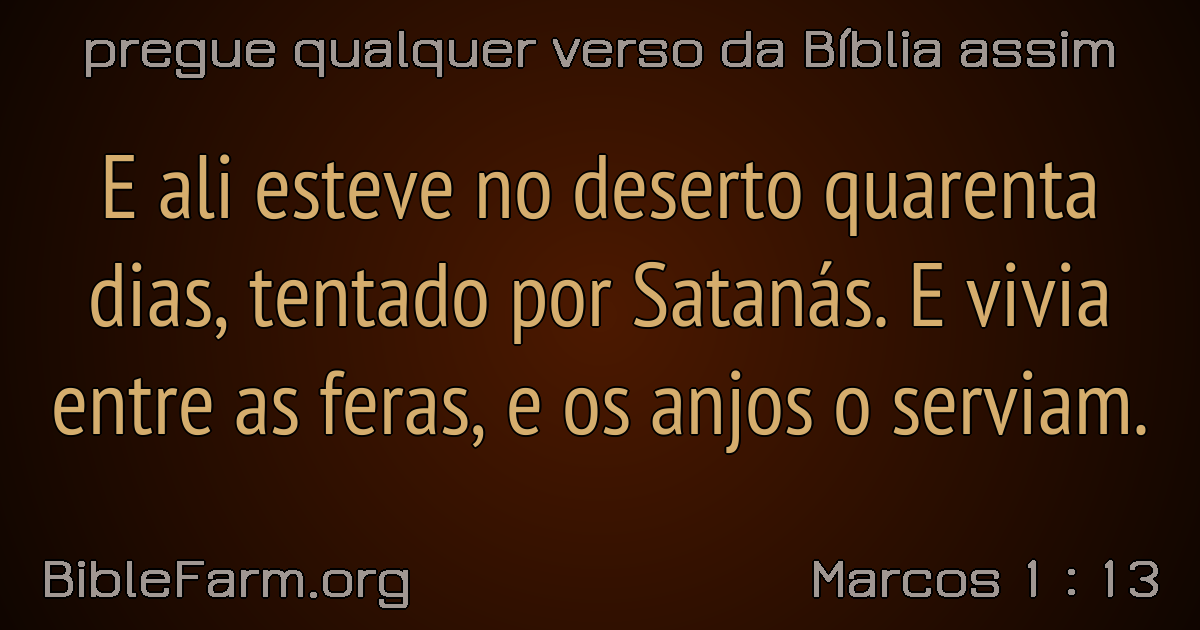 pregue qualquer verso da Bíblia assim
E ali esteve no deserto quarenta
dias, tentado por Satanás. E vivia
entre as feras, e os anjos o serviam.
BibleFarm.org
Marcos 1 : 13